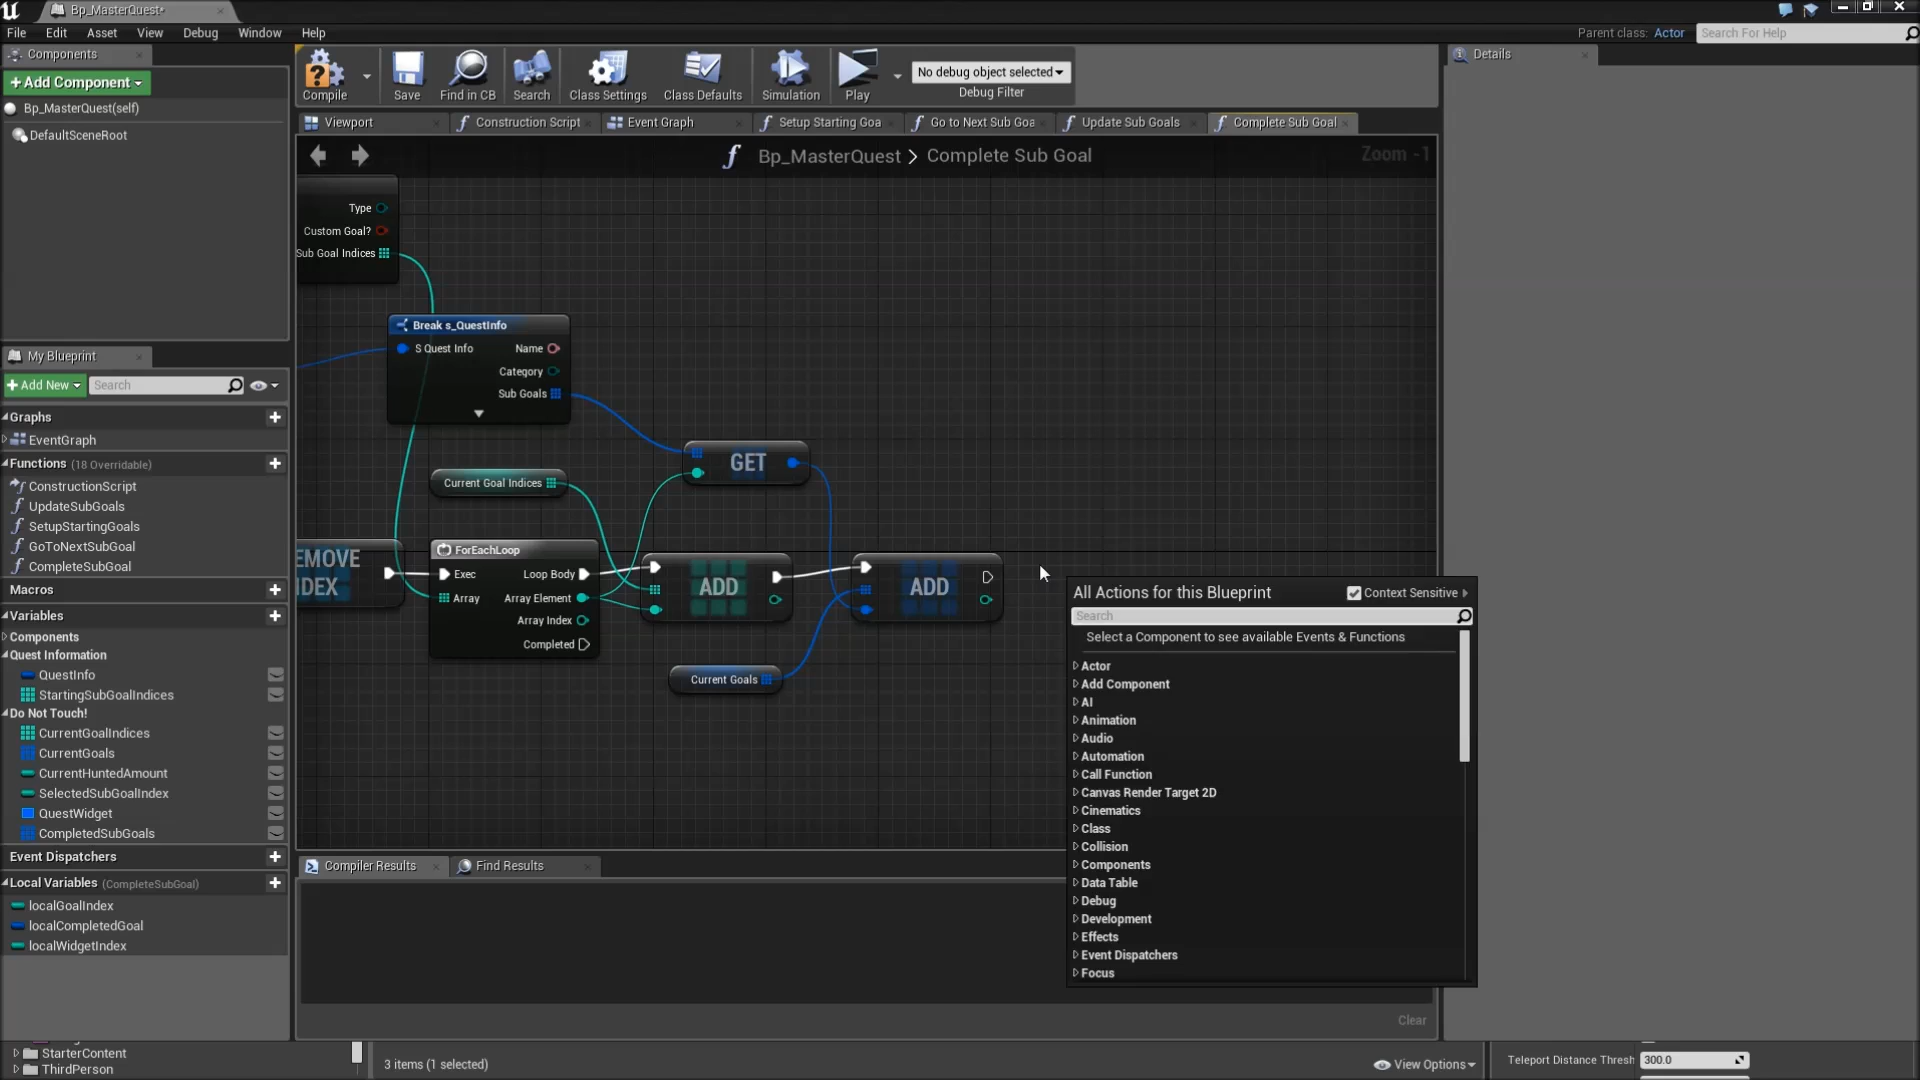 Bp_MasterQuest*
File Edit Asset View Debug Window Help
Parent class: Actor
Search For Help
Components
+Add Component
Bp_MasterQuest(self)
DefaultSceneRoot
Compile
Save
Find in CB
Search
Class Settings
Class Defaults
Simulation
Play
No debug object selected
Debug Filter
Details
Viewport
Construction Script
Event Graph
Setup Starting Goa
Go to Next Sub Goa
Update Sub Goals
Complete Sub Goal
Bp_MasterQuest > Complete Sub Goal
Zoom -1
Type
Custom Goal?
Sub Goal Indices
Break s_QuestInfo
S Quest Info
Name
Category
Sub Goals
GET
Current Goal Indices
EMOVE
NDEX
ForEachLoop
Exec
Loop Body
Array
Array Element
Array Index
Completed
ADD
ADD
Current Goals
All Actions for this Blueprint
Context Sensitive
Search
Select a Component to see available Events & Functions
Actor
Add Component
AI
Animation
Audio
Automation
Call Function
Canvas Render Target 2D
Cinematics
Class
Collision
Components
Data Table
Debug
Development
Effects
Event Dispatchers
Focus
My Blueprint
+Add New
Search
Graphs
EventGraph
Functions (18 Overridable)
ConstructionScript
UpdateSubGoals
SetupStartingGoals
GoToNextSubGoal
CompleteSubGoal
Macros
Variables
Components
Quest Information
QuestInfo
StartingSubGoalIndices
Do Not Touch!
CurrentGoalIndices
CurrentGoals
CurrentHuntedAmount
SelectedSubGoalIndex
QuestWidget
CompletedSubGoals
Event Dispatchers
Local Variables (CompleteSubGoal)
localGoalIndex
localCompletedGoal
localWidgetIndex
Compiler Results
Find Results
Clear
StarterContent
ThirdPerson
3 items (1 selected)
View Options
Teleport Distance Thresh
300.0